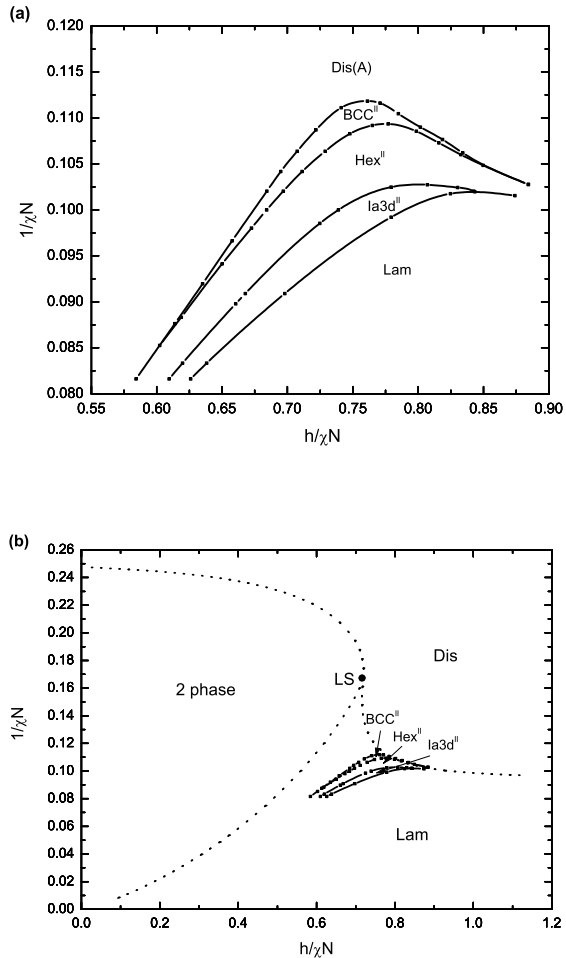 (a)
0.120
0.115
0.110
0.105
0.100
0.095
0.090
0.085
0.080
1/χN
Dis(A)
BCC^II
Hex^II
Ia3d^II
Lam
0.55 0.60 0.65 0.70 0.75 0.80 0.85 0.90
h/χN
(b)
0.26
0.24
0.22
0.20
0.18
0.16
0.14
0.12
0.10
0.08
0.06
0.04
0.02
0.00
1/χN
2 phase
LS
Dis
BCC^II
Hex^II
Ia3d^II
Lam
0.0 0.2 0.4 0.6 0.8 1.0 1.2
h/χN